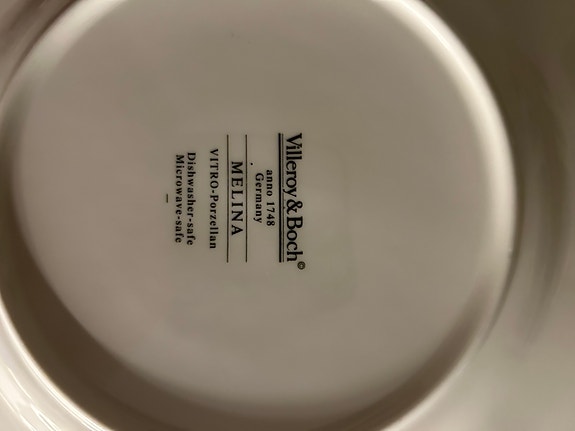 Villeroy & Boch©
anno 1748
Germany
MELINA
VITRO-Porzellan
Dishwasher-safe
Microwave-safe